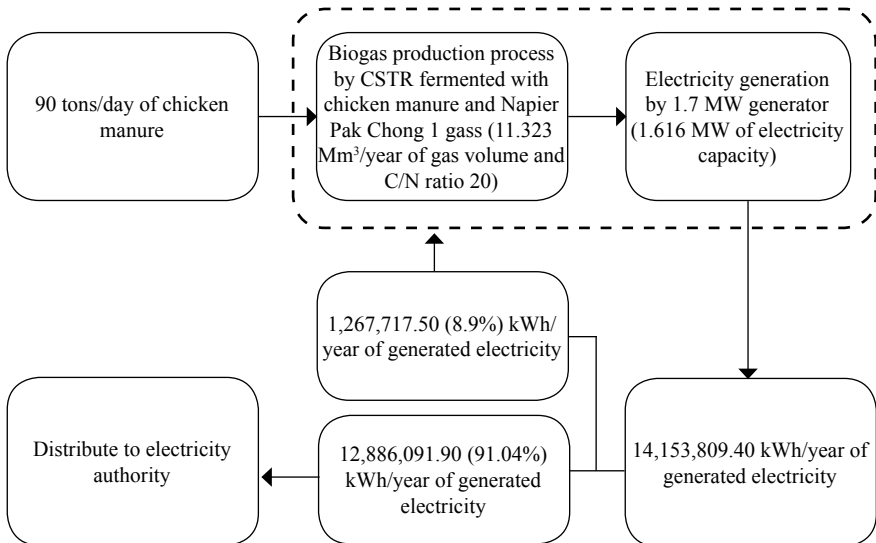 90 tons/day of chicken
manure
Biogas production process
by CSTR fermented with
chicken manure and Napier
Pak Chong 1 gass (11.323
Mm³/year of gas volume and
C/N ratio 20)
Electricity generation
by 1.7 MW generator
(1.616 MW of electricity
capacity)
1,267,717.50 (8.9%) kWh/
year of generated electricity
Distribute to electricity
authority
12,886,091.90 (91.04%)
kWh/year of generated
electricity
14,153,809.40 kWh/year of
generated electricity